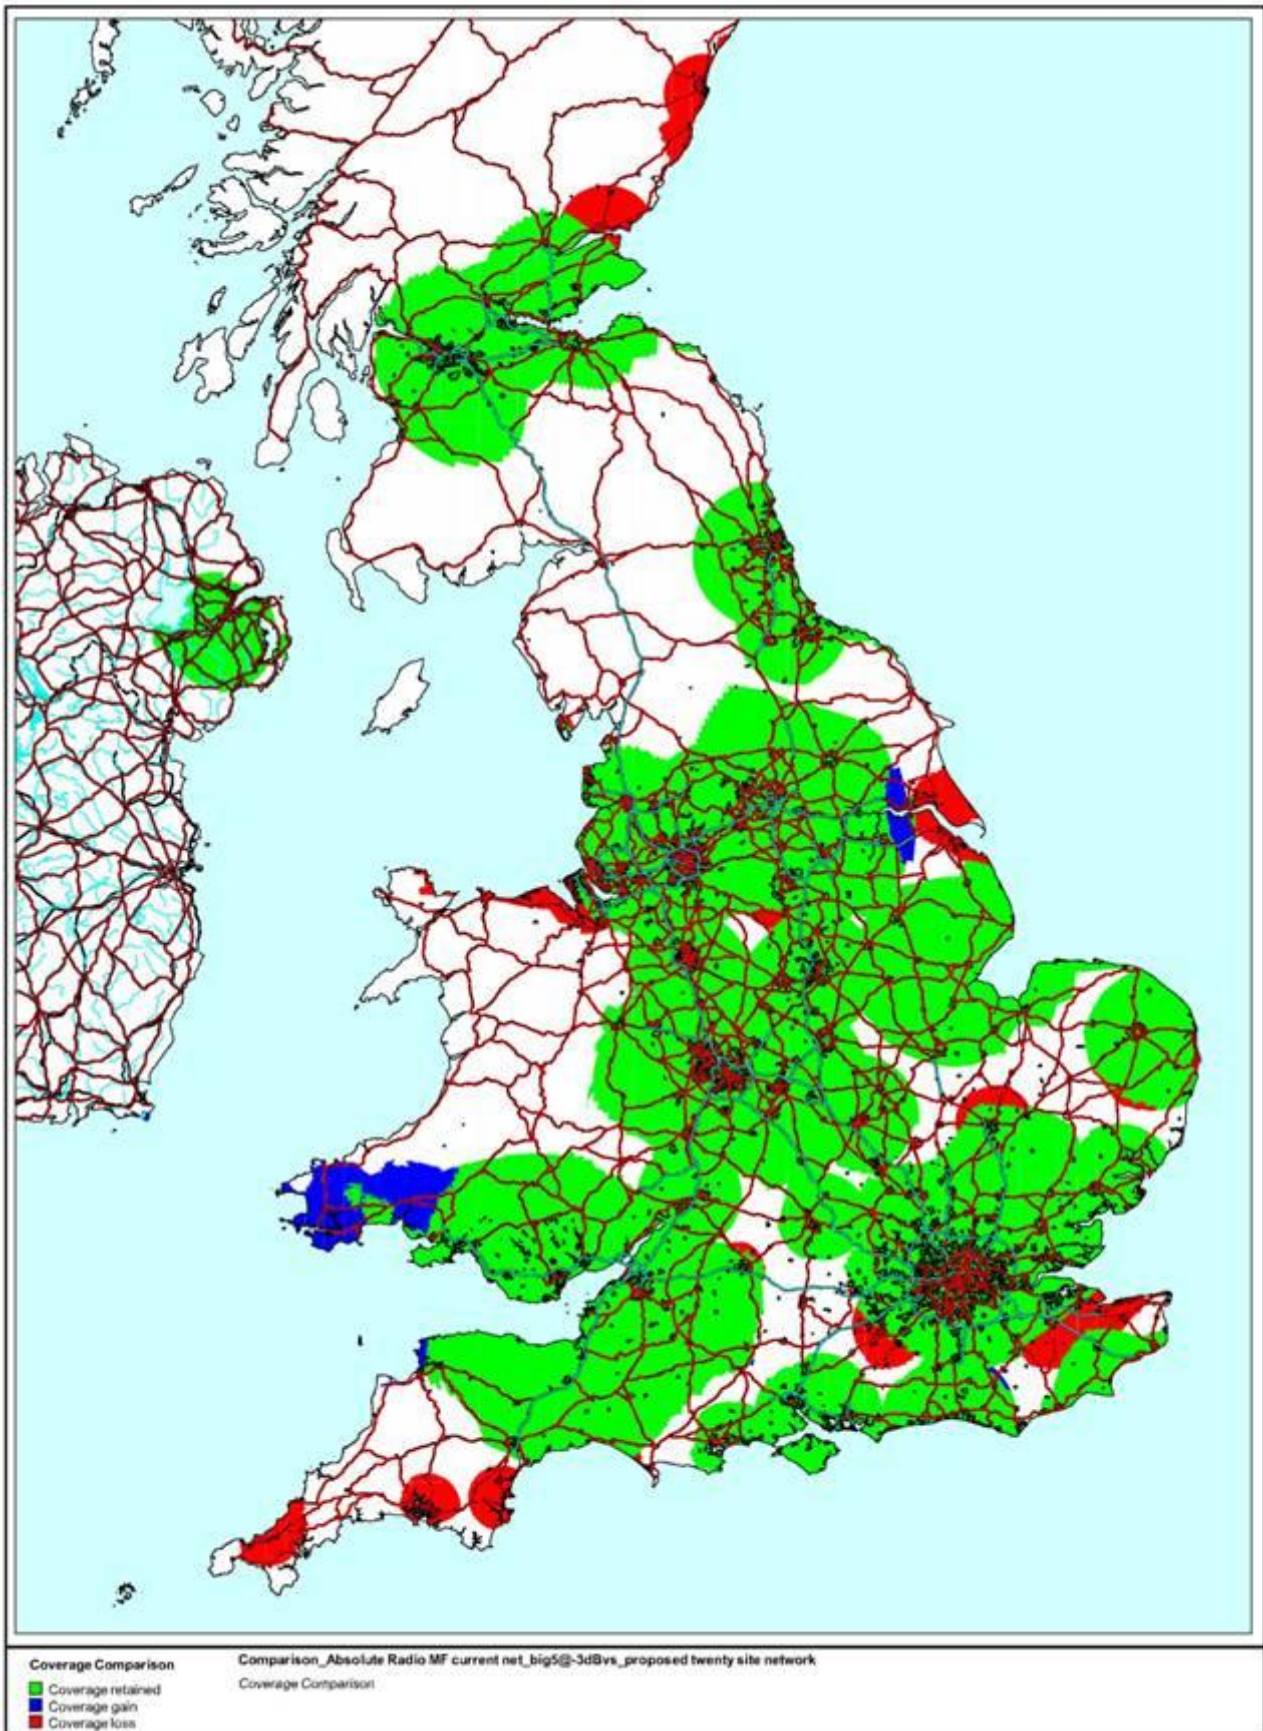 Coverage Comparison
Coverage retained
Coverage gain
Coverage loss
Comparison_Absolute Radio MF current net_big5@-3dBvs_proposed twenty site network
Coverage Comparison